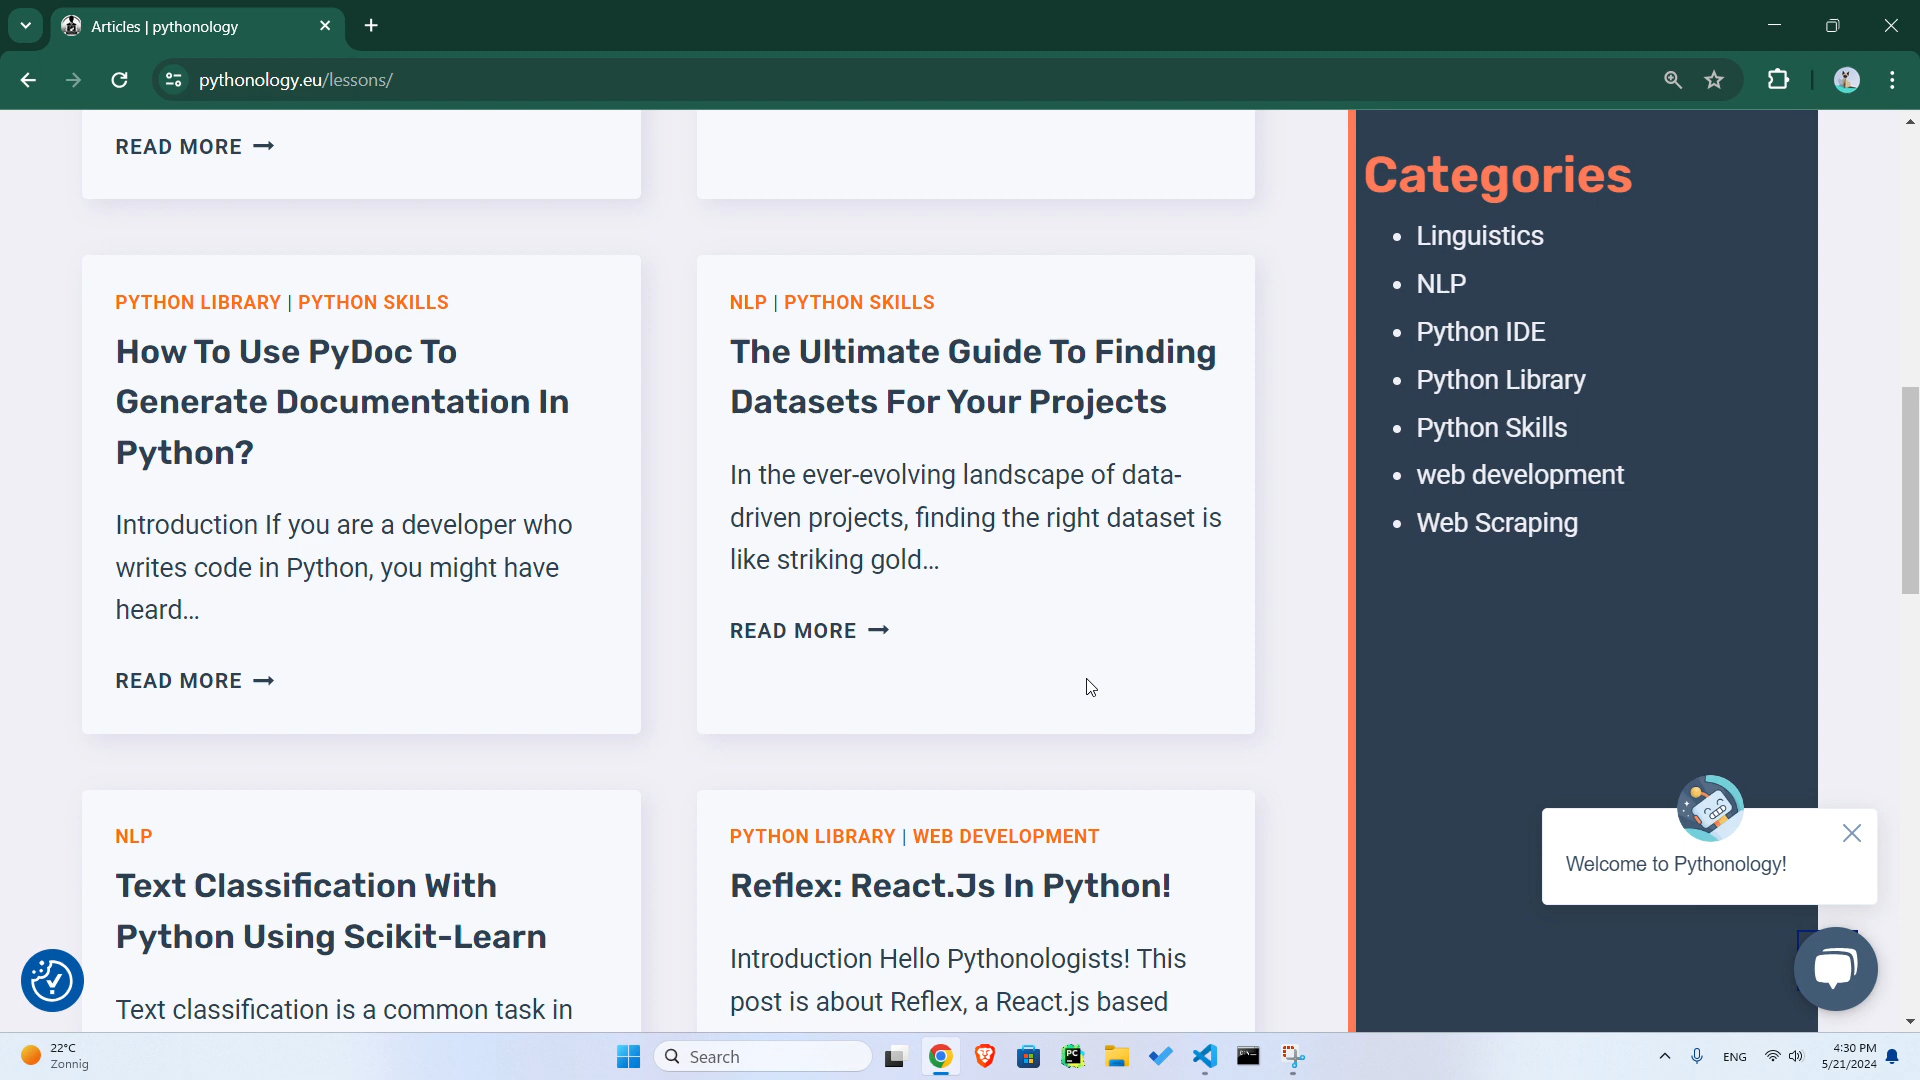 Articles | pythonology
pythonology.eu/lessons/
READ MORE
PYTHON LIBRARY | PYTHON SKILLS
How To Use PyDoc To
Generate Documentation In
Python?
Introduction If you are a developer who
writes code in Python, you might have
heard...
READ MORE
NLP | PYTHON SKILLS
The Ultimate Guide To Finding
Datasets For Your Projects
In the ever-evolving landscape of data-
driven projects, finding the right dataset is
like striking gold...
READ MORE
NLP
Text Classification With
Python Using Scikit-Learn
Text classification is a common task in
PYTHON LIBRARY | WEB DEVELOPMENT
Reflex: React.Js In Python!
Introduction Hello Pythonologists! This
post is about Reflex, a React.js based
Categories
Linguistics
NLP
Python IDE
Python Library
Python Skills
web development
Web Scraping
Welcome to Pythonology!
22°C
Zonnig
Search
PC
ENG
4:30 PM
5/21/2024